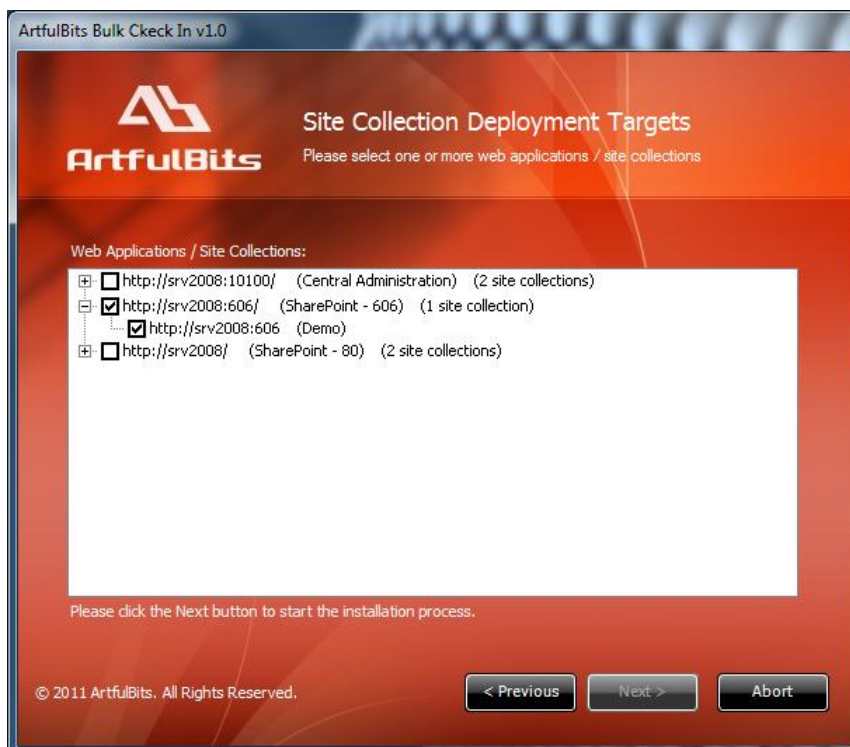 ArtfulBits Bulk Ckeck In v1.0
ArtfulBits
Site Collection Deployment Targets
Please select one or more web applications / site collections
Web Applications / Site Collections:
http://srv2008:10100/ (Central Administration) (2 site collections)
http://srv2008:606/ (SharePoint - 606) (1 site collection)
http://srv2008:606 (Demo)
http://srv2008/ (SharePoint - 80) (2 site collections)
Please click the Next button to start the installation process.
© 2011 ArtfulBits. All Rights Reserved.
< Previous
Next >
Abort